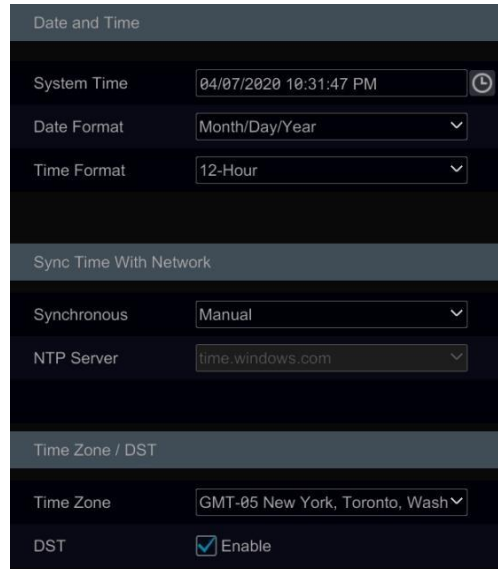 Date and Time
System Time 04/07/2020 10:31:47 PM
Date Format Month/Day/Year
Time Format 12-Hour
Sync Time With Network
Synchronous Manual
NTP Server time.windows.com
Time Zone / DST
Time Zone GMT-05 New York, Toronto, Wash
DST Enable